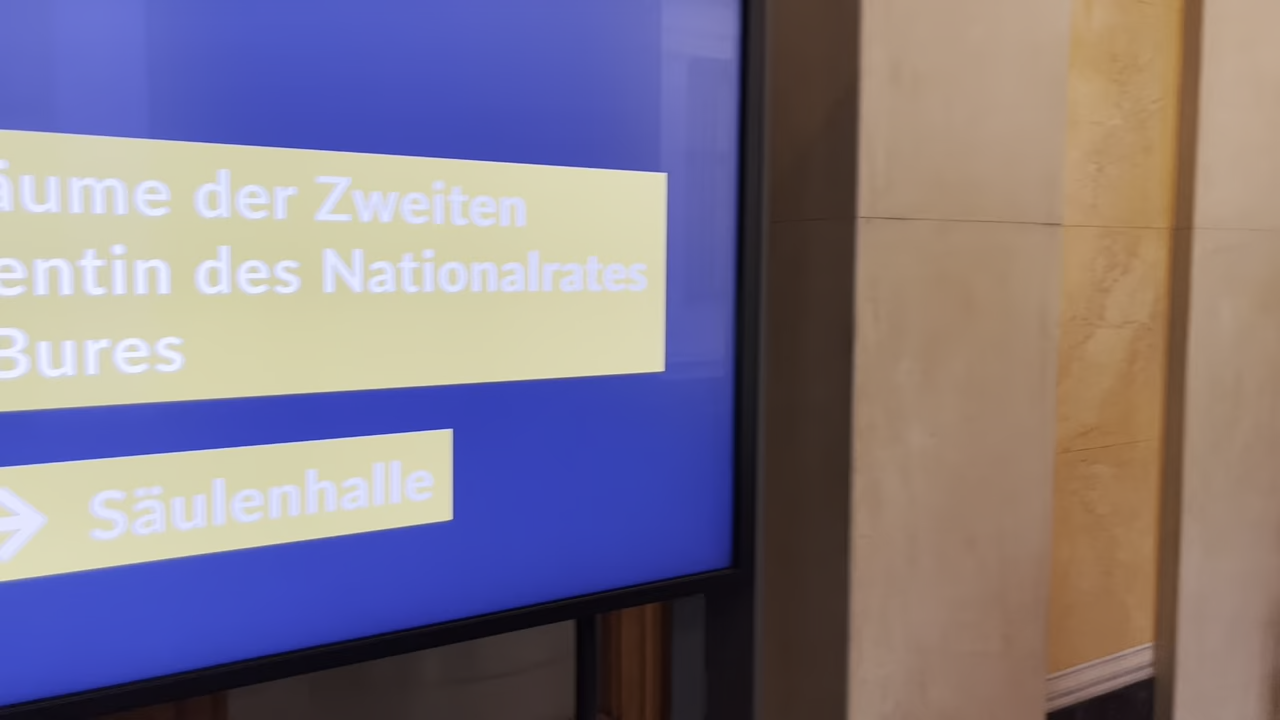 äume der Zweiten
entin des Nationalrates
Bures
→ Säulenhalle